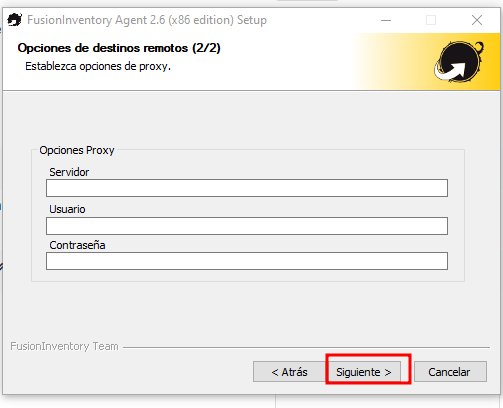 FusionInventory Agent 2.6 (x86 edition) Setup
Opciones de destinos remotos (2/2)
Establezca opciones de proxy.
Opciones Proxy
Servidor
Usuario
Contraseña
FusionInventory Team
< Atrás
Siguiente >
Cancelar